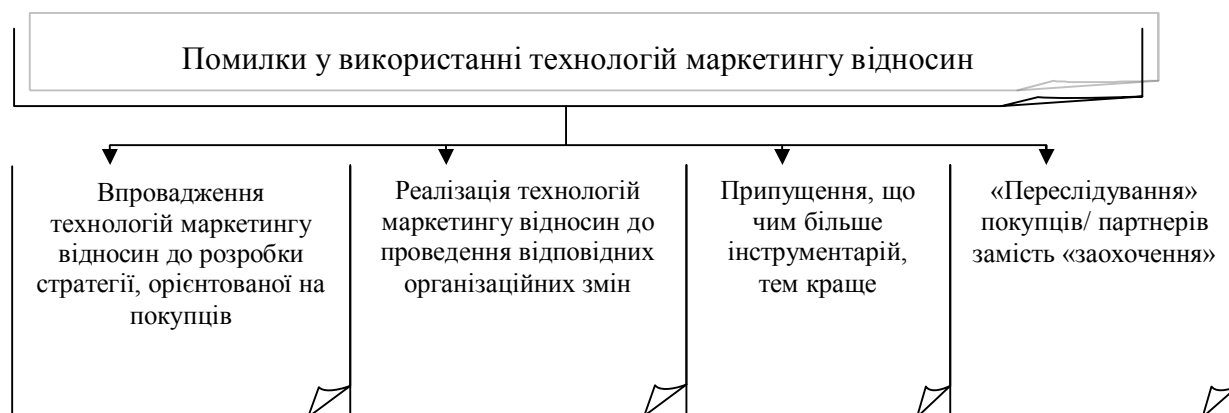 Помилки у використанні технологій маркетингу відносин
Впровадження
технологій маркетингу
відносин до розробки
стратегії, орієнтованої на
покупців
Реалізація технологій
маркетингу відносин до
проведення відповідних
організаційних змін
Припущення, що
чим більше
інструментарій,
тем краще
«Переслідування»
покупців/ партнерів
замість «заохочення»